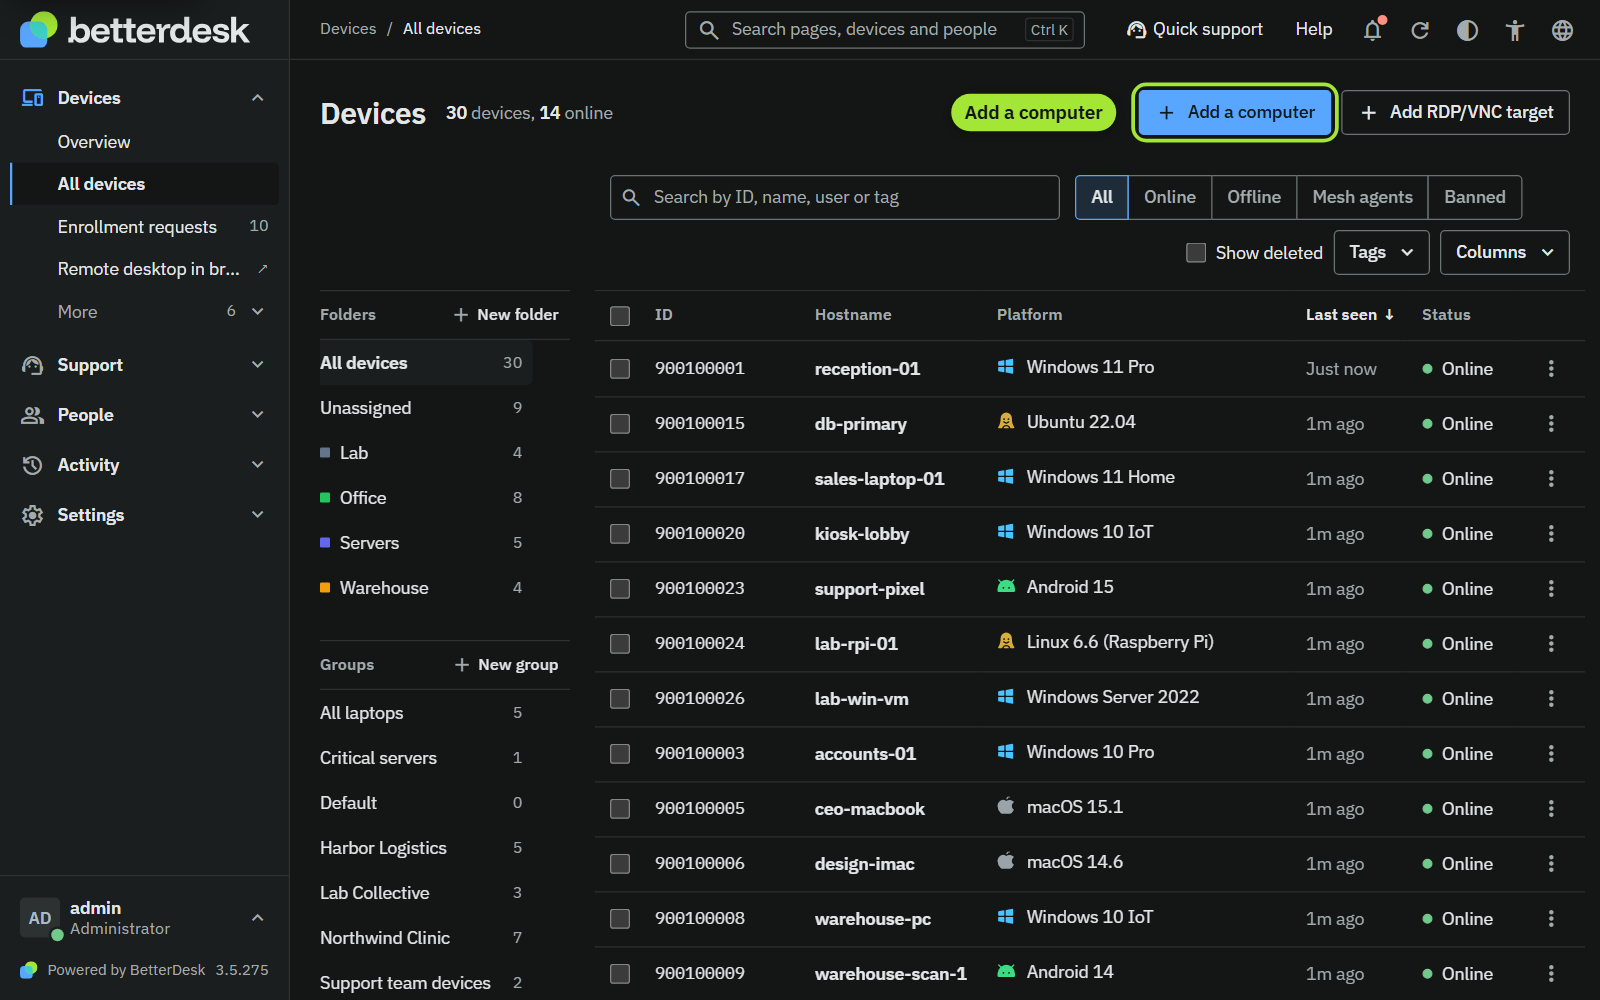 betterdesk
Devices / All devices
Search pages, devices and people Ctrl K
Quick support
Help
Devices
Overview
All devices
Enrollment requests 10
Remote desktop in br... ↗
More 6
Support
People
Activity
Settings
AD
admin
Administrator
Powered by BetterDesk 3.5.275
Devices 30 devices, 14 online
Add a computer
+ Add a computer
+ Add RDP/VNC target
Search by ID, name, user or tag
All Online Offline Mesh agents Banned
Show deleted Tags Columns
Folders + New folder
All devices 30
Unassigned 9
Lab 4
Office 8
Servers 5
Warehouse 4
Groups + New group
All laptops 5
Critical servers 1
Default 0
Harbor Logistics 5
Lab Collective 3
Northwind Clinic 7
Support team devices 2
ID Hostname Platform Last seen ↓ Status
900100001 reception-01 Windows 11 Pro Just now Online
900100015 db-primary Ubuntu 22.04 1m ago Online
900100017 sales-laptop-01 Windows 11 Home 1m ago Online
900100020 kiosk-lobby Windows 10 IoT 1m ago Online
900100023 support-pixel Android 15 1m ago Online
900100024 lab-rpi-01 Linux 6.6 (Raspberry Pi) 1m ago Online
900100026 lab-win-vm Windows Server 2022 1m ago Online
900100003 accounts-01 Windows 10 Pro 1m ago Online
900100005 ceo-macbook macOS 15.1 1m ago Online
900100006 design-imac macOS 14.6 1m ago Online
900100008 warehouse-pc Windows 10 IoT 1m ago Online
900100009 warehouse-scan-1 Android 14 1m ago Online